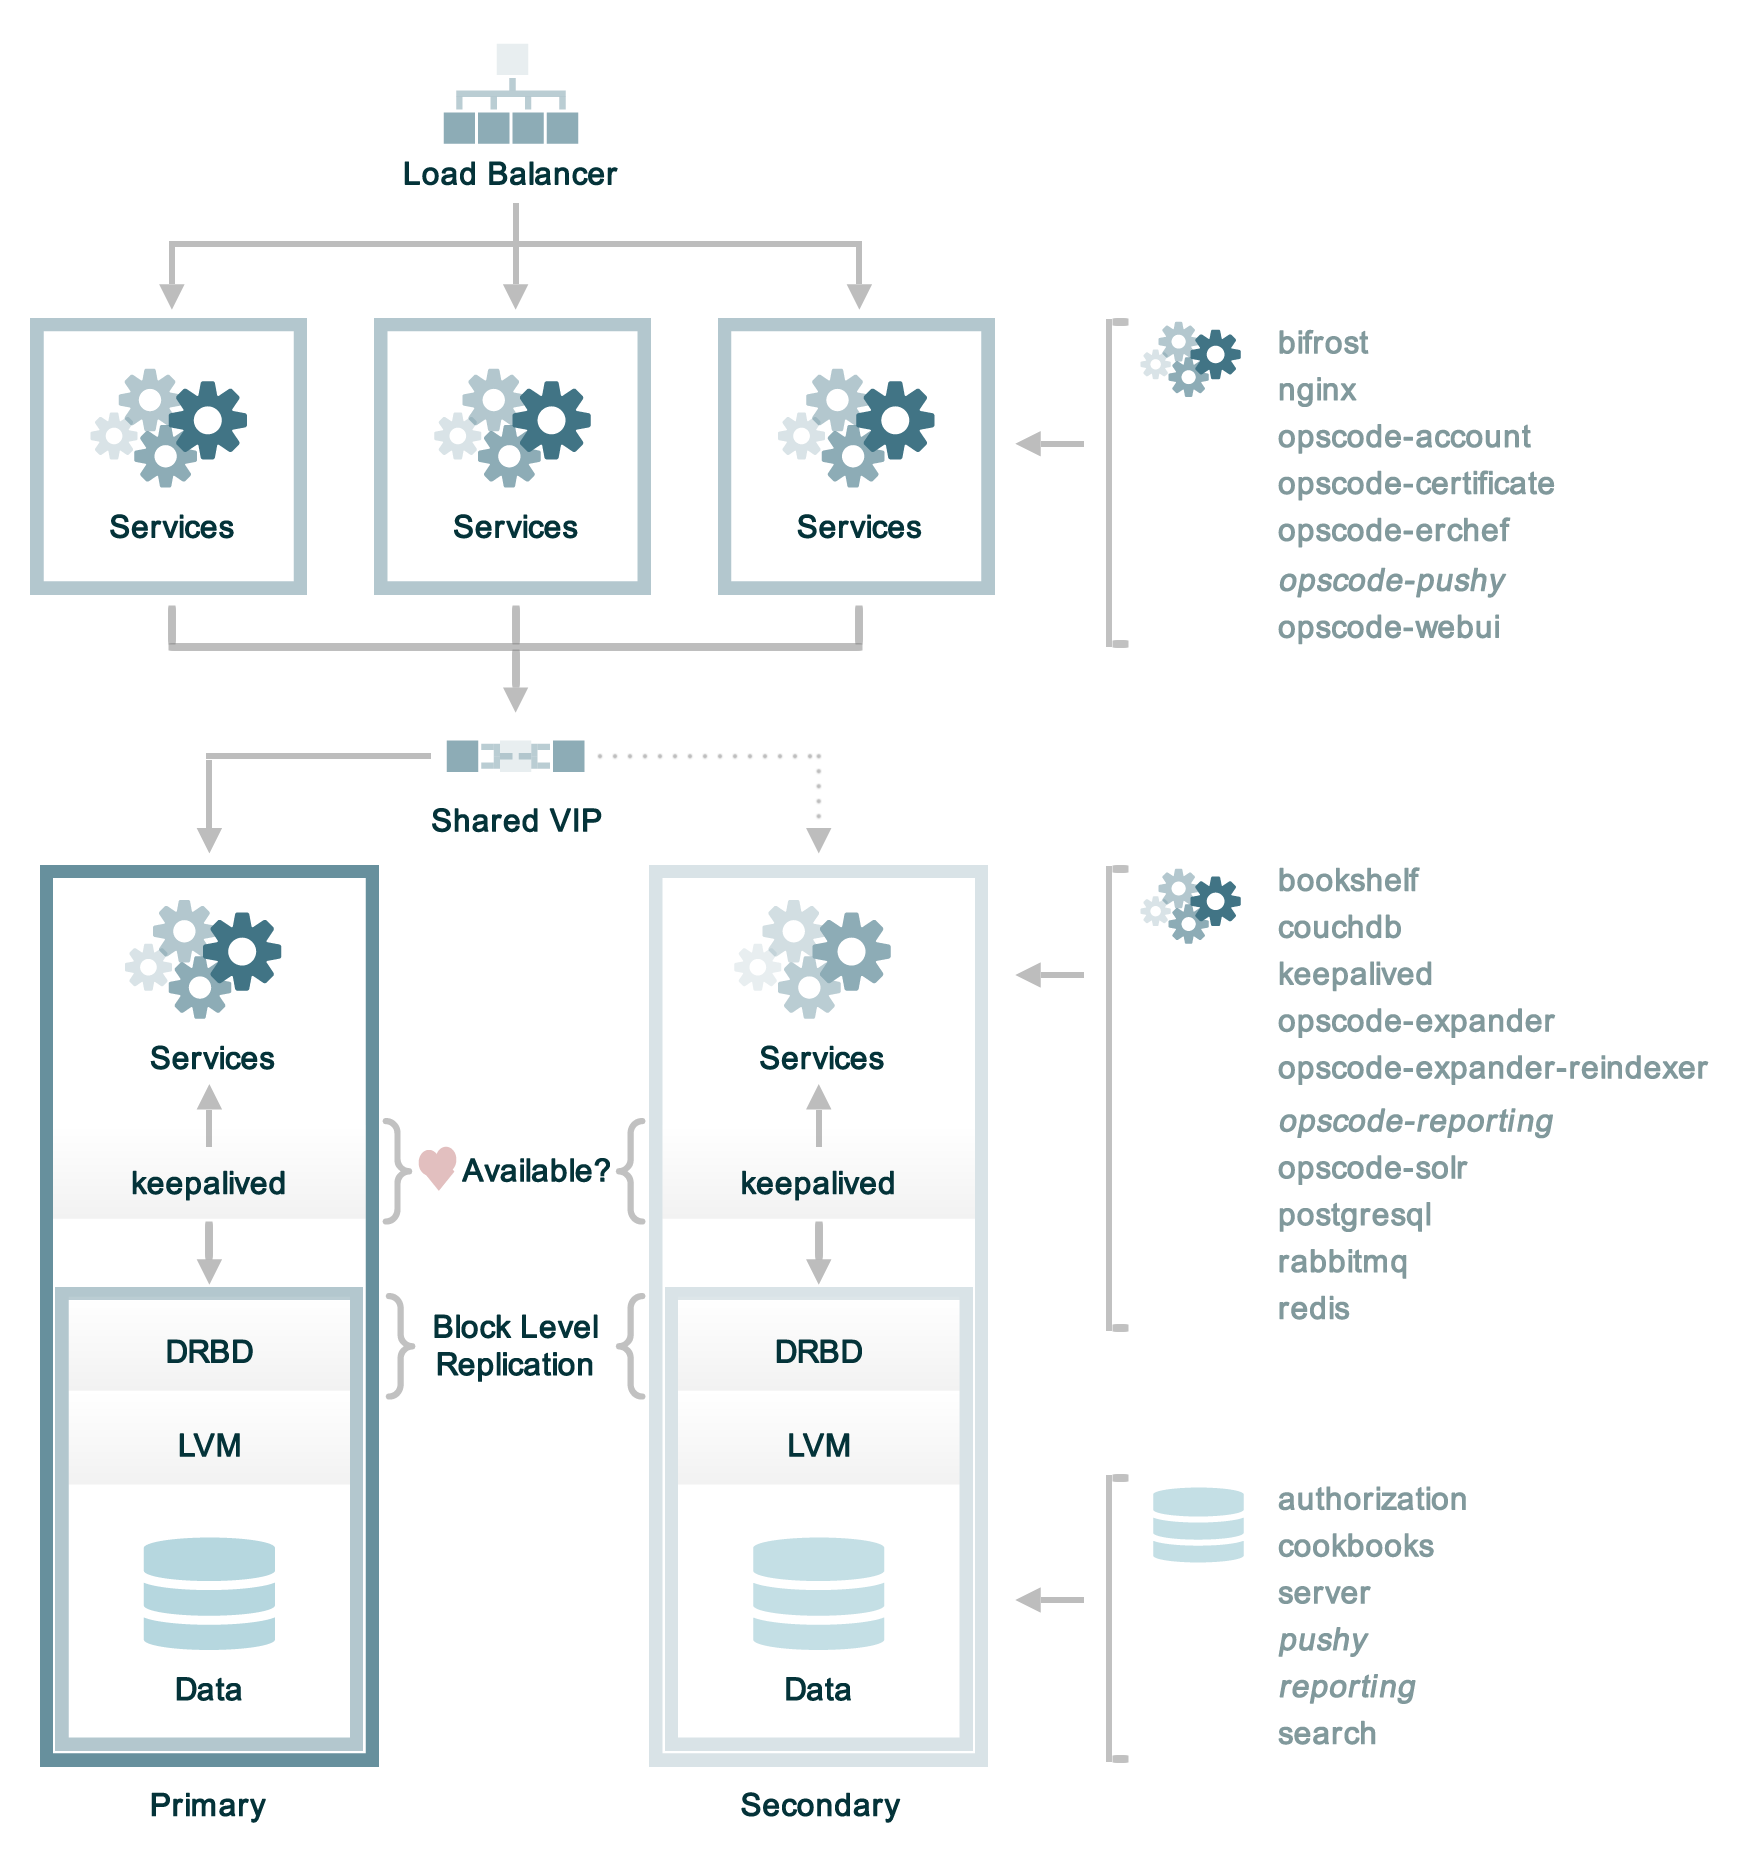 Load Balancer
Services
Services
Services
bifrost
nginx
opscode-account
opscode-certificate
opscode-erchef
opscode-pushy
opscode-webui
Shared VIP
Services
keepalived
DRBD
LVM
Data
Primary
Available?
Block Level
Replication
Services
keepalived
DRBD
LVM
Data
Secondary
bookshelf
couchdb
keepalived
opscode-expander
opscode-expander-reindexer
opscode-reporting
opscode-solr
postgresql
rabbitmq
redis
authorization
cookbooks
server
pushy
reporting
search